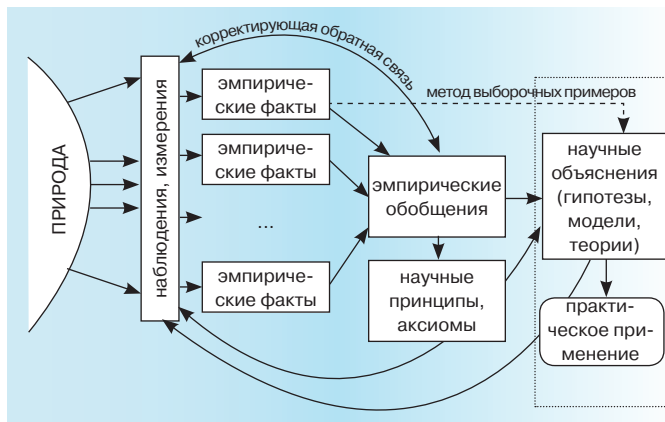 ПРИРОДА
наблюдения, измерения
корректирующая обратная связь
эмпириче-
ские факты
эмпириче-
ские факты
...
эмпириче-
ские факты
метод выборочных примеров
эмпирические
обобщения
научные
принципы,
аксиомы
научные
объяснения
(гипотезы,
модели,
теории)
практи-
ческое при-
менение